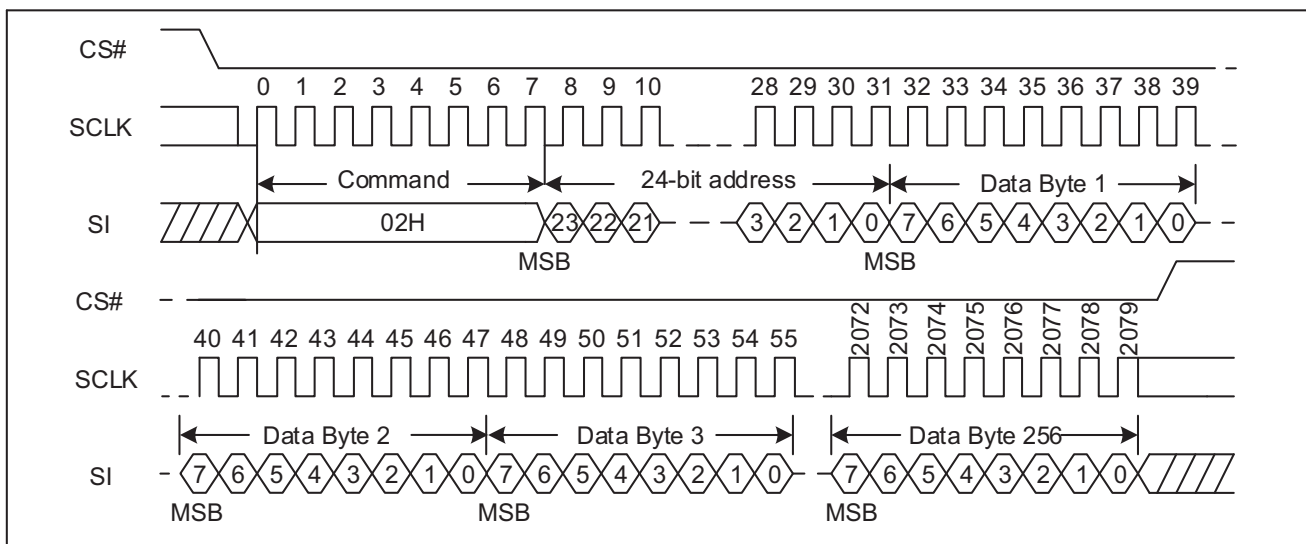 CS#
0 1 2 3 4 5 6 7 8 9 10 28 29 30 31 32 33 34 35 36 37 38 39
SCLK
Command 24-bit address Data Byte 1
SI 02H 23 22 21 3 2 1 0 7 6 5 4 3 2 1 0
MSB MSB
CS#
40 41 42 43 44 45 46 47 48 49 50 51 52 53 54 55 2072 2073 2074 2075 2076 2077 2078 2079
SCLK
Data Byte 2 Data Byte 3 Data Byte 256
SI 7 6 5 4 3 2 1 0 7 6 5 4 3 2 1 0 7 6 5 4 3 2 1 0
MSB MSB MSB